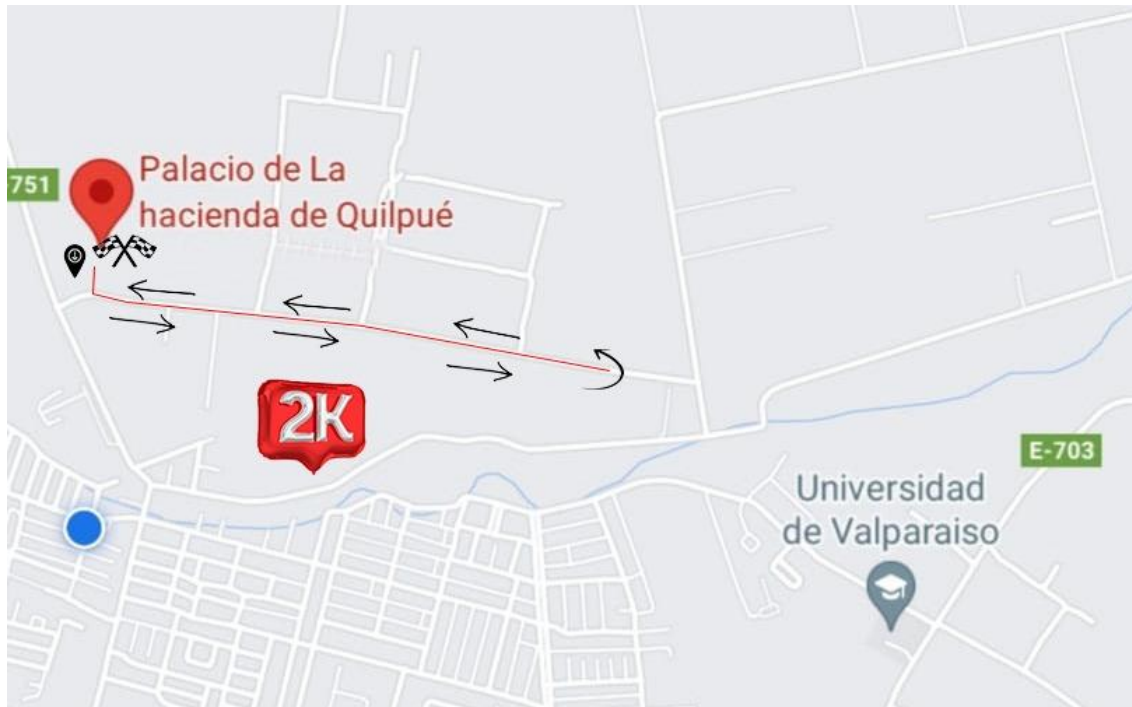 751
Palacio de La
hacienda de Quilpué
2K
E-703
Universidad
de Valparaiso